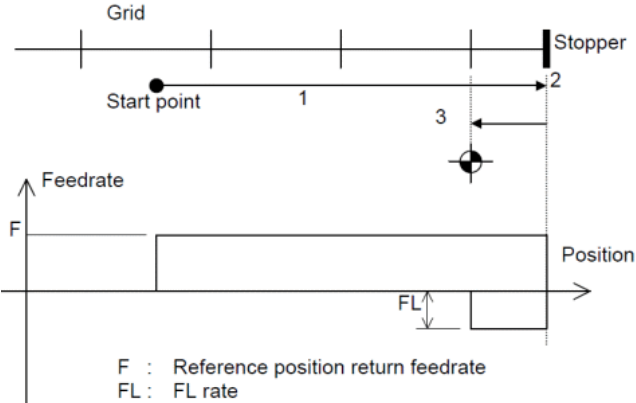 Grid
Stopper
2
Start point
1
3
Feedrate
F
Position
FL
F : Reference position return feedrate
FL : FL rate